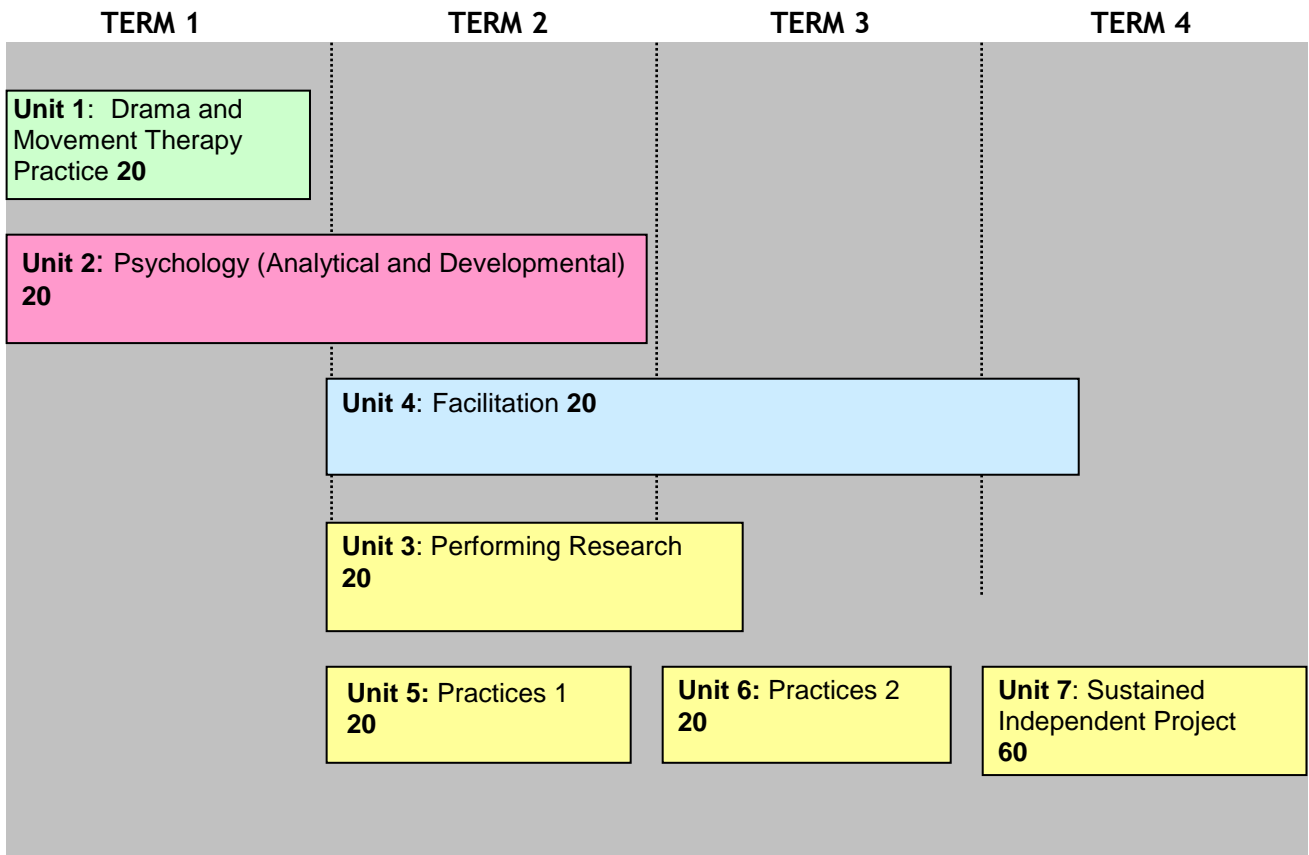 TERM 1 TERM 2 TERM 3 TERM 4
Unit 1: Drama and
Movement Therapy
Practice 20
Unit 2: Psychology (Analytical and Developmental)
20
Unit 4: Facilitation 20
Unit 3: Performing Research
20
Unit 5: Practices 1
20
Unit 6: Practices 2
20
Unit 7: Sustained
Independent Project
60